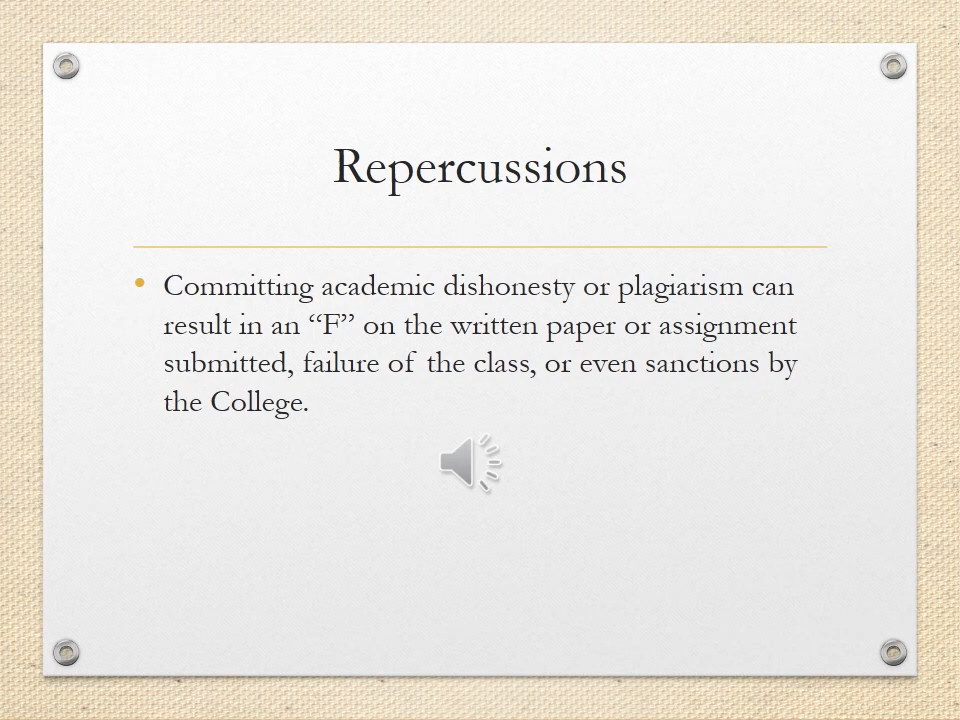 Repercussions
• Committing academic dishonesty or plagiarism can
result in an “F” on the written paper or assignment
submitted, failure of the class, or even sanctions by
the College.